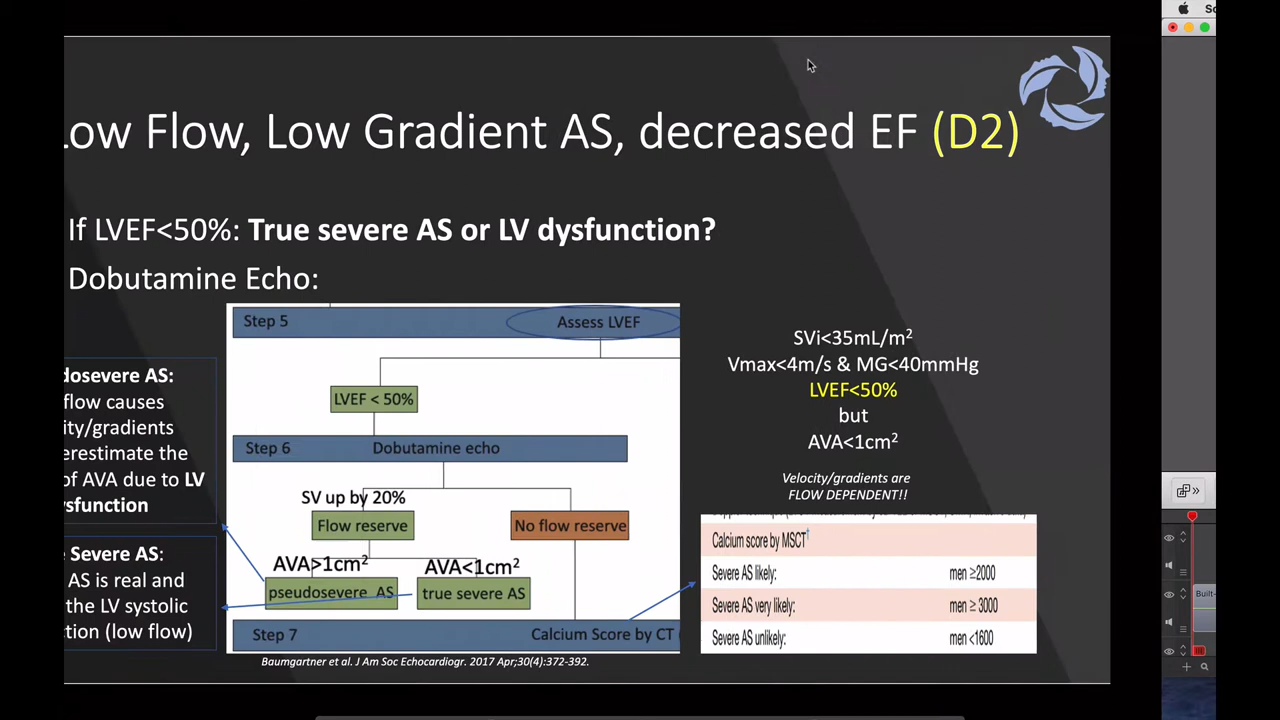 Low Flow, Low Gradient AS, decreased EF (D2)
If LVEF<50%: True severe AS or LV dysfunction?
Dobutamine Echo:
dosevere AS:
flow causes
ity/gradients
erestimate the
of AVA due to LV
sfunction
e Severe AS:
AS is real and
the LV systolic
ction (low flow)
Step 5
Assess LVEF
LVEF < 50%
Step 6
Dobutamine echo
SV up by 20%
Flow reserve
No flow reserve
AVA>1cm²
AVA<1cm²
pseudosevere AS
true severe AS
Step 7
Calcium Score by CT
Baumgartner et al. J Am Soc Echocardiogr. 2017 Apr;30(4):372-392.
SVi<35mL/m²
Vmax<4m/s & MG<40mmHg
LVEF<50%
but
AVA<1cm²
Velocity/gradients are
FLOW DEPENDENT!!
Calcium score by MSCT†
Severe AS likely: men ≥2000
Severe AS very likely: men ≥ 3000
Severe AS unlikely: men <1600
Built-